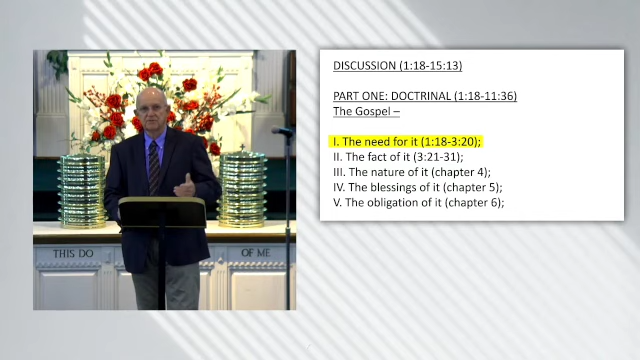 DISCUSSION (1:18-15:13)
PART ONE: DOCTRINAL (1:18-11:36)
The Gospel –
I. The need for it (1:18-3:20);
II. The fact of it (3:21-31);
III. The nature of it (chapter 4);
IV. The blessings of it (chapter 5);
V. The obligation of it (chapter 6);
THIS DO
OF ME